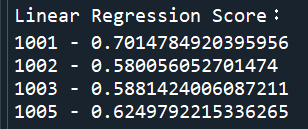 Linear Regression Score：
1001 - 0.7014784920395956
1002 - 0.580056052701474
1003 - 0.5881424006087211
1005 - 0.6249792215336265